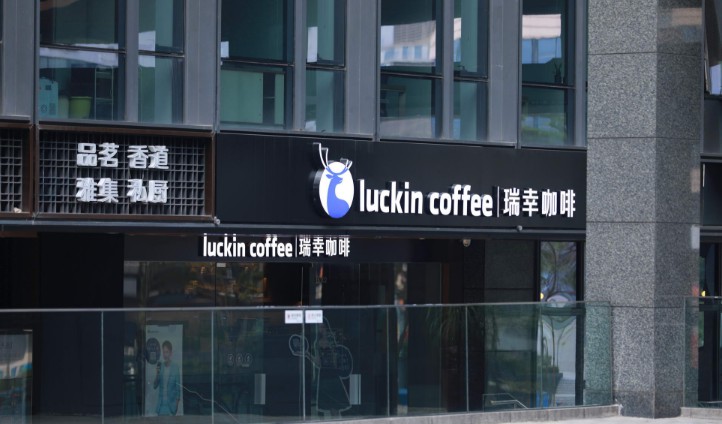 品茗 香道
雅集 私厨
luckin coffee | 瑞幸咖啡
luckin coffee | 瑞幸咖啡